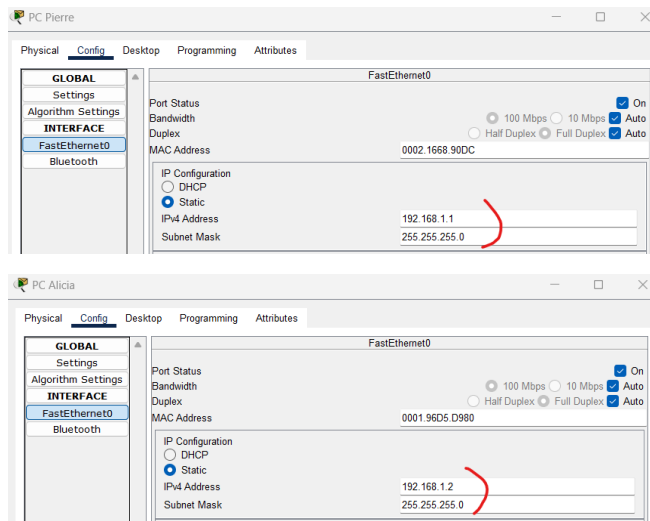 PC Pierre
Physical Config Desktop Programming Attributes
GLOBAL
Settings
Algorithm Settings
INTERFACE
FastEthernet0
Bluetooth
FastEthernet0
Port Status On
Bandwidth 100 Mbps 10 Mbps Auto
Duplex Half Duplex Full Duplex Auto
MAC Address 0002.1668.90DC
IP Configuration
DHCP
Static
IPv4 Address 192.168.1.1
Subnet Mask 255.255.255.0
PC Alicia
Physical Config Desktop Programming Attributes
GLOBAL
Settings
Algorithm Settings
INTERFACE
FastEthernet0
Bluetooth
FastEthernet0
Port Status On
Bandwidth 100 Mbps 10 Mbps Auto
Duplex Half Duplex Full Duplex Auto
MAC Address 0001.96D5.D980
IP Configuration
DHCP
Static
IPv4 Address 192.168.1.2
Subnet Mask 255.255.255.0